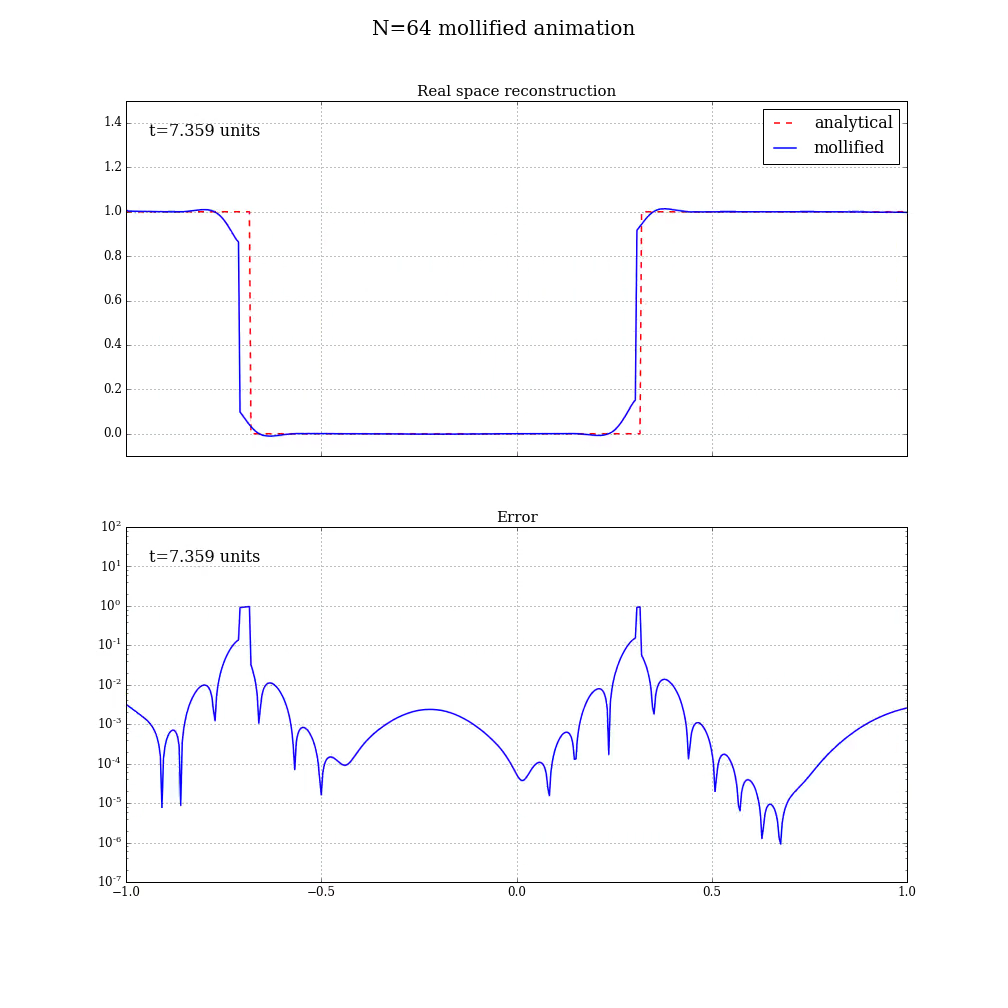 N=64 mollified animation
Real space reconstruction
t=7.359 units
analytical
mollified
1.4
1.2
1.0
0.8
0.6
0.4
0.2
0.0
Error
t=7.359 units
10²
10¹
10⁰
10⁻¹
10⁻²
10⁻³
10⁻⁴
10⁻⁵
10⁻⁶
10⁻⁷
−1.0 −0.5 0.0 0.5 1.0